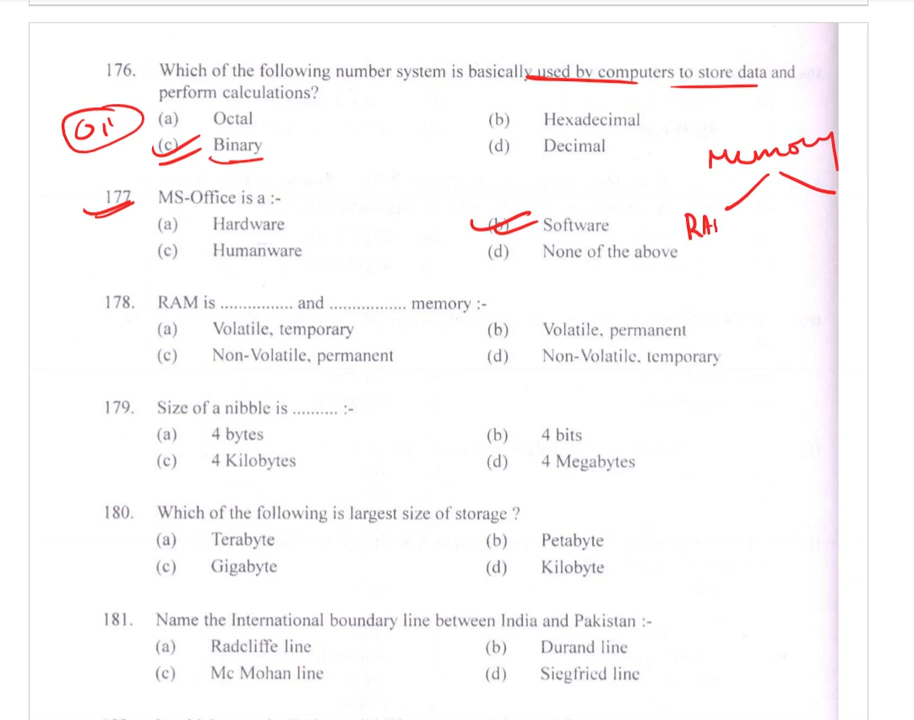 176. Which of the following number system is basically used by computers to store data and
perform calculations?
(a) Octal (b) Hexadecimal
(c) Binary (d) Decimal
Memory
177. MS-Office is a :-
(a) Hardware (b) Software
RAM
(c) Humanware (d) None of the above
178. RAM is ................ and ................. memory :-
(a) Volatile, temporary (b) Volatile, permanent
(c) Non-Volatile, permanent (d) Non-Volatile, temporary
179. Size of a nibble is .......... :-
(a) 4 bytes (b) 4 bits
(c) 4 Kilobytes (d) 4 Megabytes
180. Which of the following is largest size of storage ?
(a) Terabyte (b) Petabyte
(c) Gigabyte (d) Kilobyte
181. Name the International boundary line between India and Pakistan :-
(a) Radcliffe line (b) Durand line
(c) Mc Mohan line (d) Siegfried line